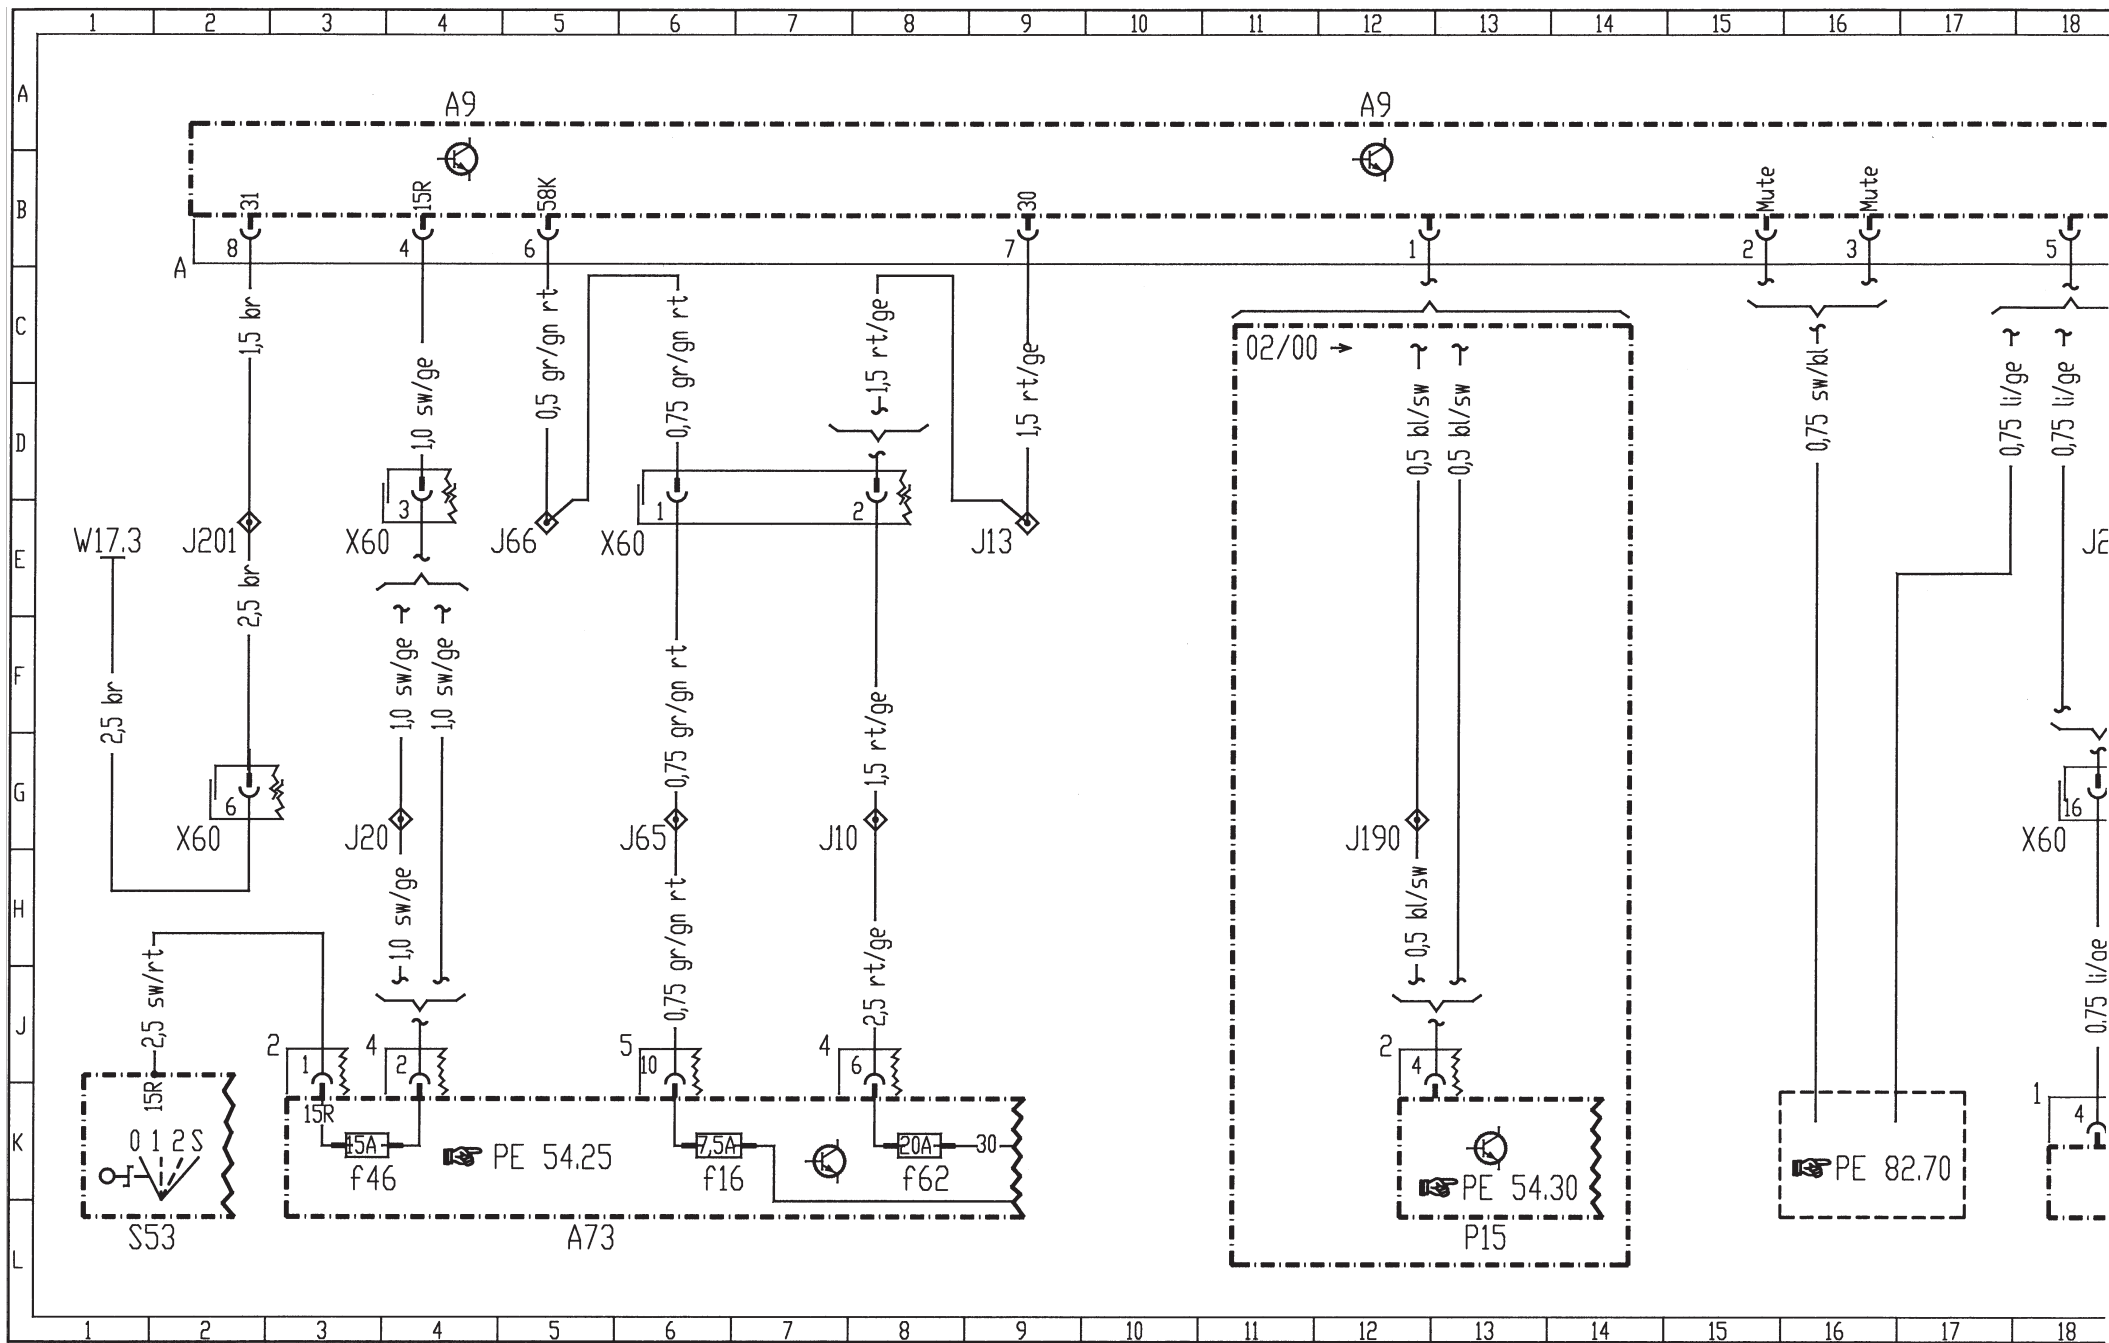 1 2 3 4 5 6 7 8 9 10 11 12 13 14 15 16 17 18
A
B
C
D
E
F
G
H
J
K
L
A9 A9
31 15R 58K 30 Mute Mute
8 4 6 7 1 2 3 5
A
1,5 br
1,0 sw/ge
0,5 gr/gn rt
0,75 gr/gn rt
1,5 rt/ge
1,5 rt/ge
02/00
0,5 bl/sw
0,5 bl/sw
0,75 sw/bl
0,75 li/ge
0,75 li/ge
3 1 2
W17.3 J201 X60 J66 X60 J13 J2
2,5 br
2,5 br
1,0 sw/ge
1,0 sw/ge
0,75 gr/gn rt
1,5 rt/ge
6 16
X60 J20 J65 J10 J190 X60
2,5 sw/rt
1,0 sw/ge
0,75 gr/gn rt
2,5 rt/ge
0,5 bl/sw
0,75 li/ge
2 1 4 2 5 10 4 6 2 4 1 4
15R 15R
0 1 2 S
15A 7,5A 20A 30
f46 PE 54.25 f16 f62 PE 54.30 PE 82.70
S53 A73 P15
1 2 3 4 5 6 7 8 9 10 11 12 13 14 15 16 17 18